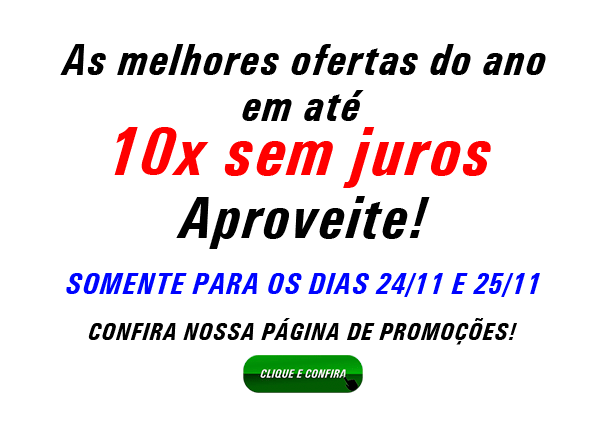 As melhores ofertas do ano
em até
10x sem juros
Aproveite!
SOMENTE PARA OS DIAS 24/11 E 25/11
CONFIRA NOSSA PÁGINA DE PROMOÇÕES!
CLIQUE E CONFIRA